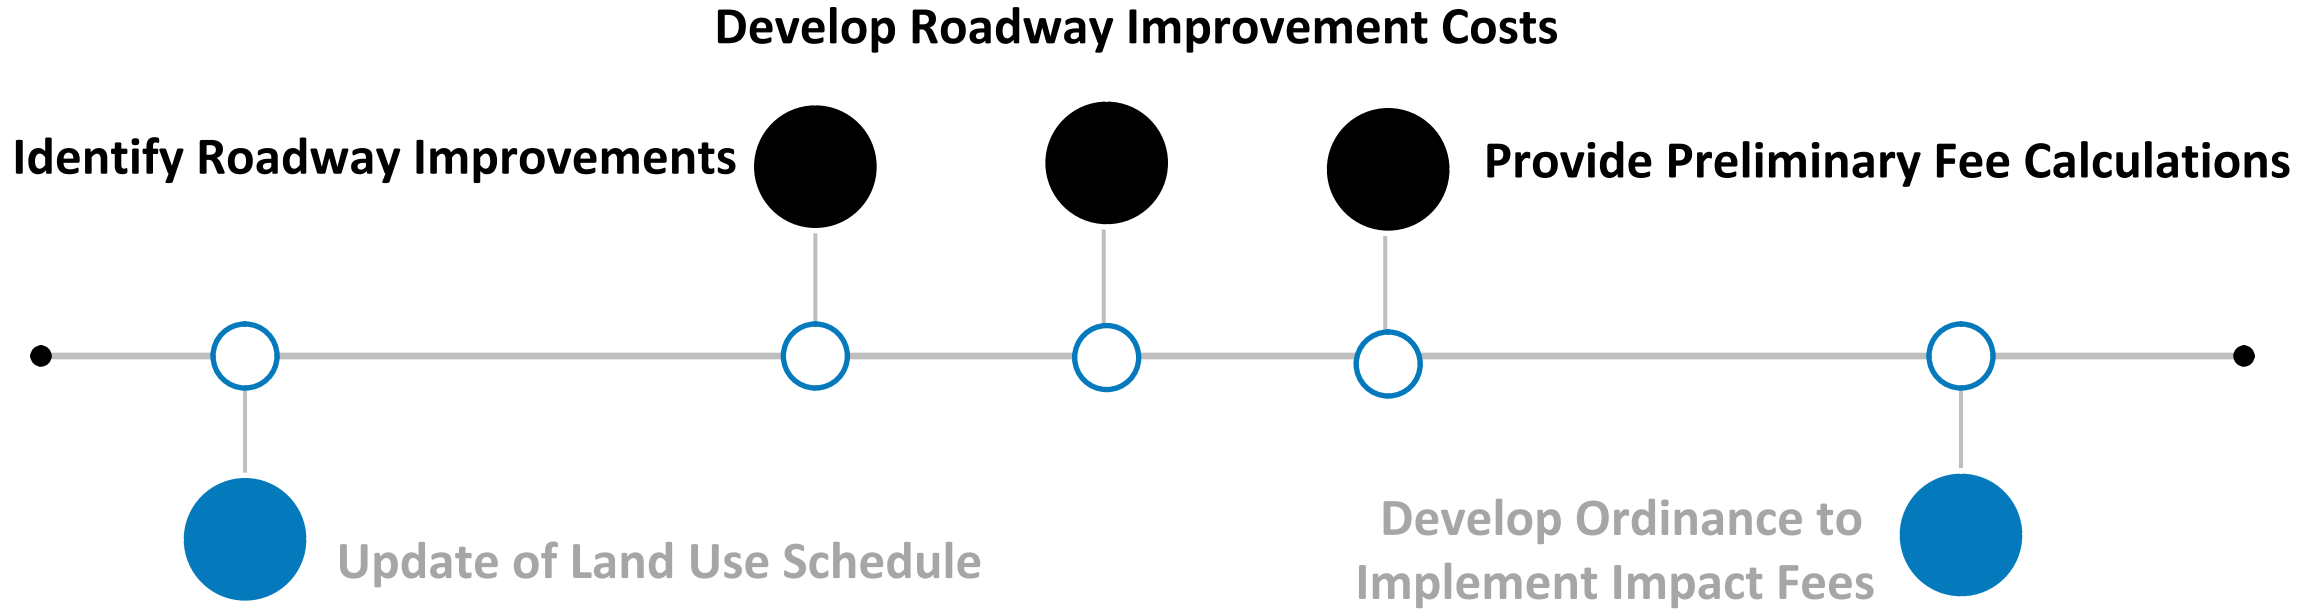 Develop Roadway Improvement Costs
Identify Roadway Improvements
Provide Preliminary Fee Calculations
Update of Land Use Schedule
Develop Ordinance to
Implement Impact Fees